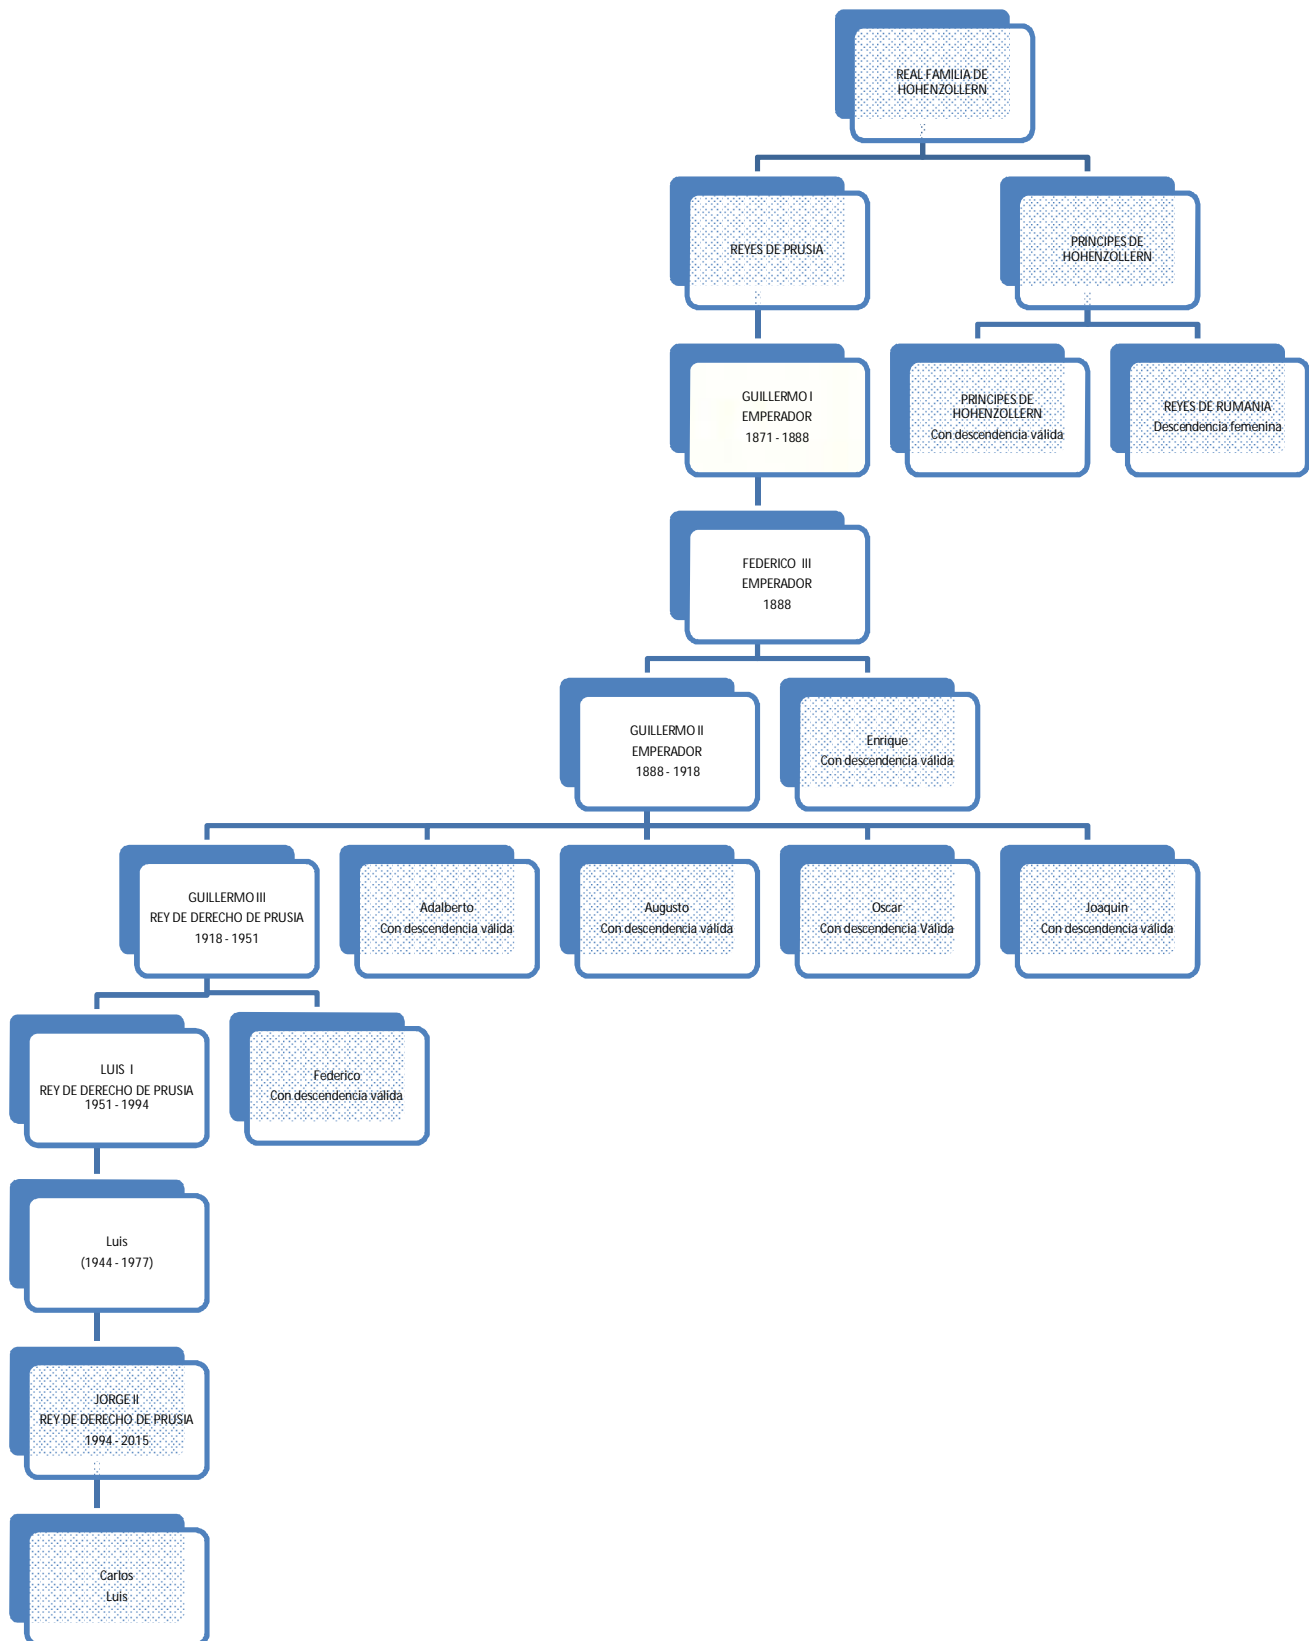 REAL FAMILIA DE
HOHENZOLLERN
REYES DE PRUSIA
PRINCIPES DE
HOHENZOLLERN
GUILLERMO I
EMPERADOR
1871 - 1888
PRINCIPES DE
HOHENZOLLERN
Con descendencia válida
REYES DE RUMANIA
Descendencia femenina
FEDERICO III
EMPERADOR
1888
GUILLERMO II
EMPERADOR
1888 - 1918
Enrique
Con descendencia válida
GUILLERMO III
REY DE DERECHO DE PRUSIA
1918 - 1951
Adalberto
Con descendencia válida
Augusto
Con descendencia válida
Oscar
Con descendencia Válida
Joaquin
Con descendencia válida
LUIS I
REY DE DERECHO DE PRUSIA
1951 - 1994
Federico
Con descendencia válida
Luis
(1944 - 1977)
JORGE II
REY DE DERECHO DE PRUSIA
1994 - 2015
Carlos
Luis